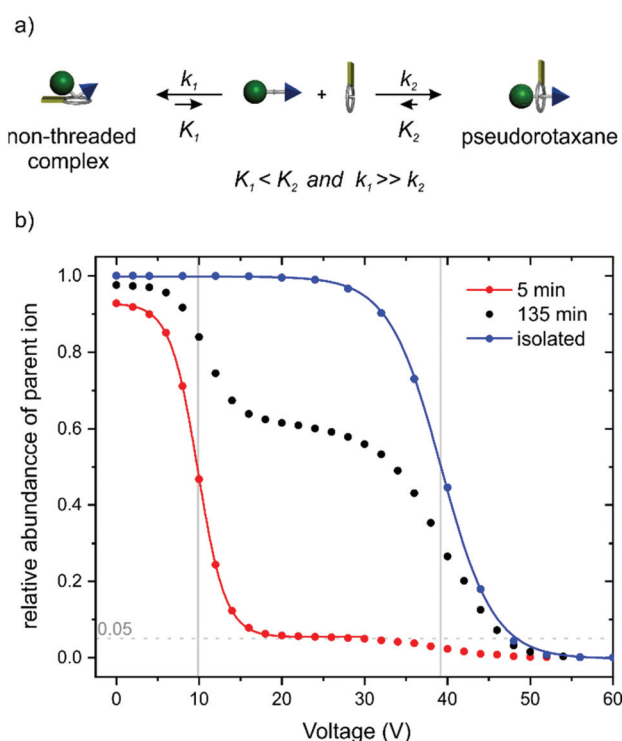 a)
k1
k2
+
K1
K2
non-threaded
complex
pseudorotaxane
K1 < K2 and k1 >> k2
b)
1.0
0.8
0.6
0.4
0.2
0.0
0.05
5 min
135 min
isolated
relative abundancce of parent ion
0 10 20 30 40 50 60
Voltage (V)